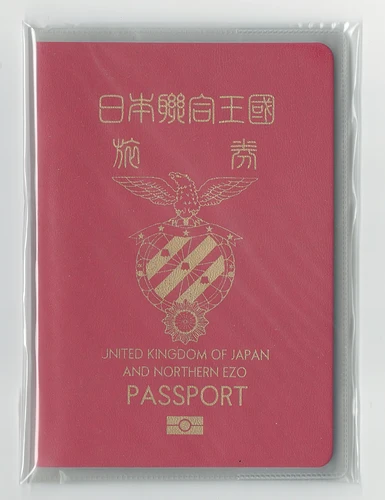 日本聯合王國
旅券
UNITED KINGDOM OF JAPAN
AND NORTHERN EZO
PASSPORT